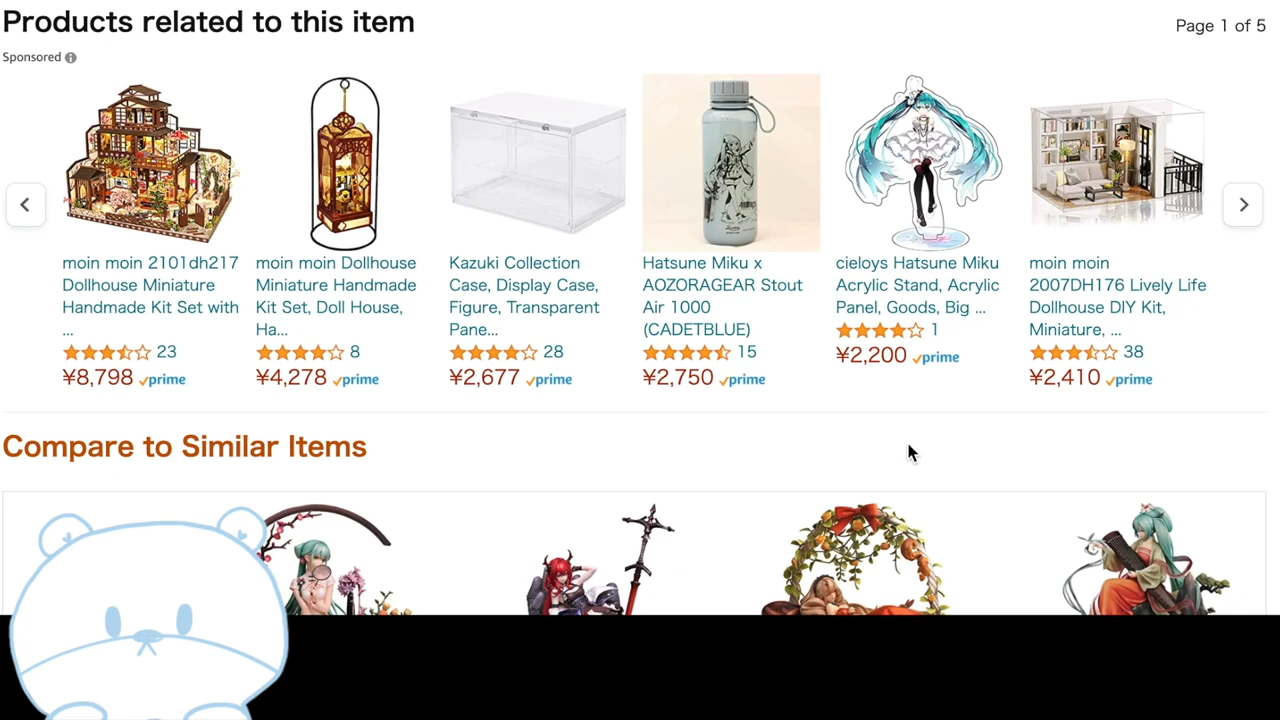 Products related to this item
Page 1 of 5
Sponsored
moin moin 2101dh217
Dollhouse Miniature
Handmade Kit Set with
...
23
¥8,798 prime
moin moin Dollhouse
Miniature Handmade
Kit Set, Doll House,
Ha...
8
¥4,278 prime
Kazuki Collection
Case, Display Case,
Figure, Transparent
Pane...
28
¥2,677 prime
Hatsune Miku x
AOZORAGEAR Stout
Air 1000
(CADETBLUE)
15
¥2,750 prime
cieloys Hatsune Miku
Acrylic Stand, Acrylic
Panel, Goods, Big ...
1
¥2,200 prime
moin moin
2007DH176 Lively Life
Dollhouse DIY Kit,
Miniature, ...
38
¥2,410 prime
Compare to Similar Items